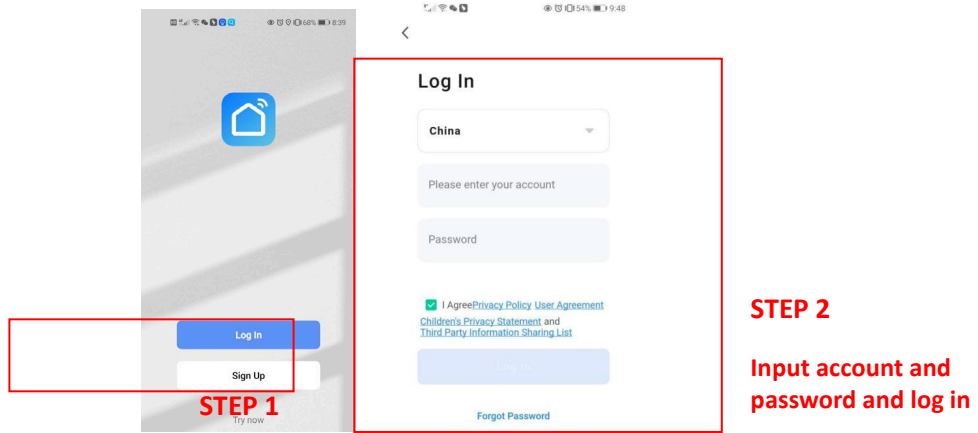 68% 8:39
Log In
Sign Up
STEP 1
Try now
54% 9:48
Log In
China
Please enter your account
Password
I AgreePrivacy Policy User Agreement
Children's Privacy Statement and
Third Party Information Sharing List
Log In
Forgot Password
STEP 2
Input account and
password and log in